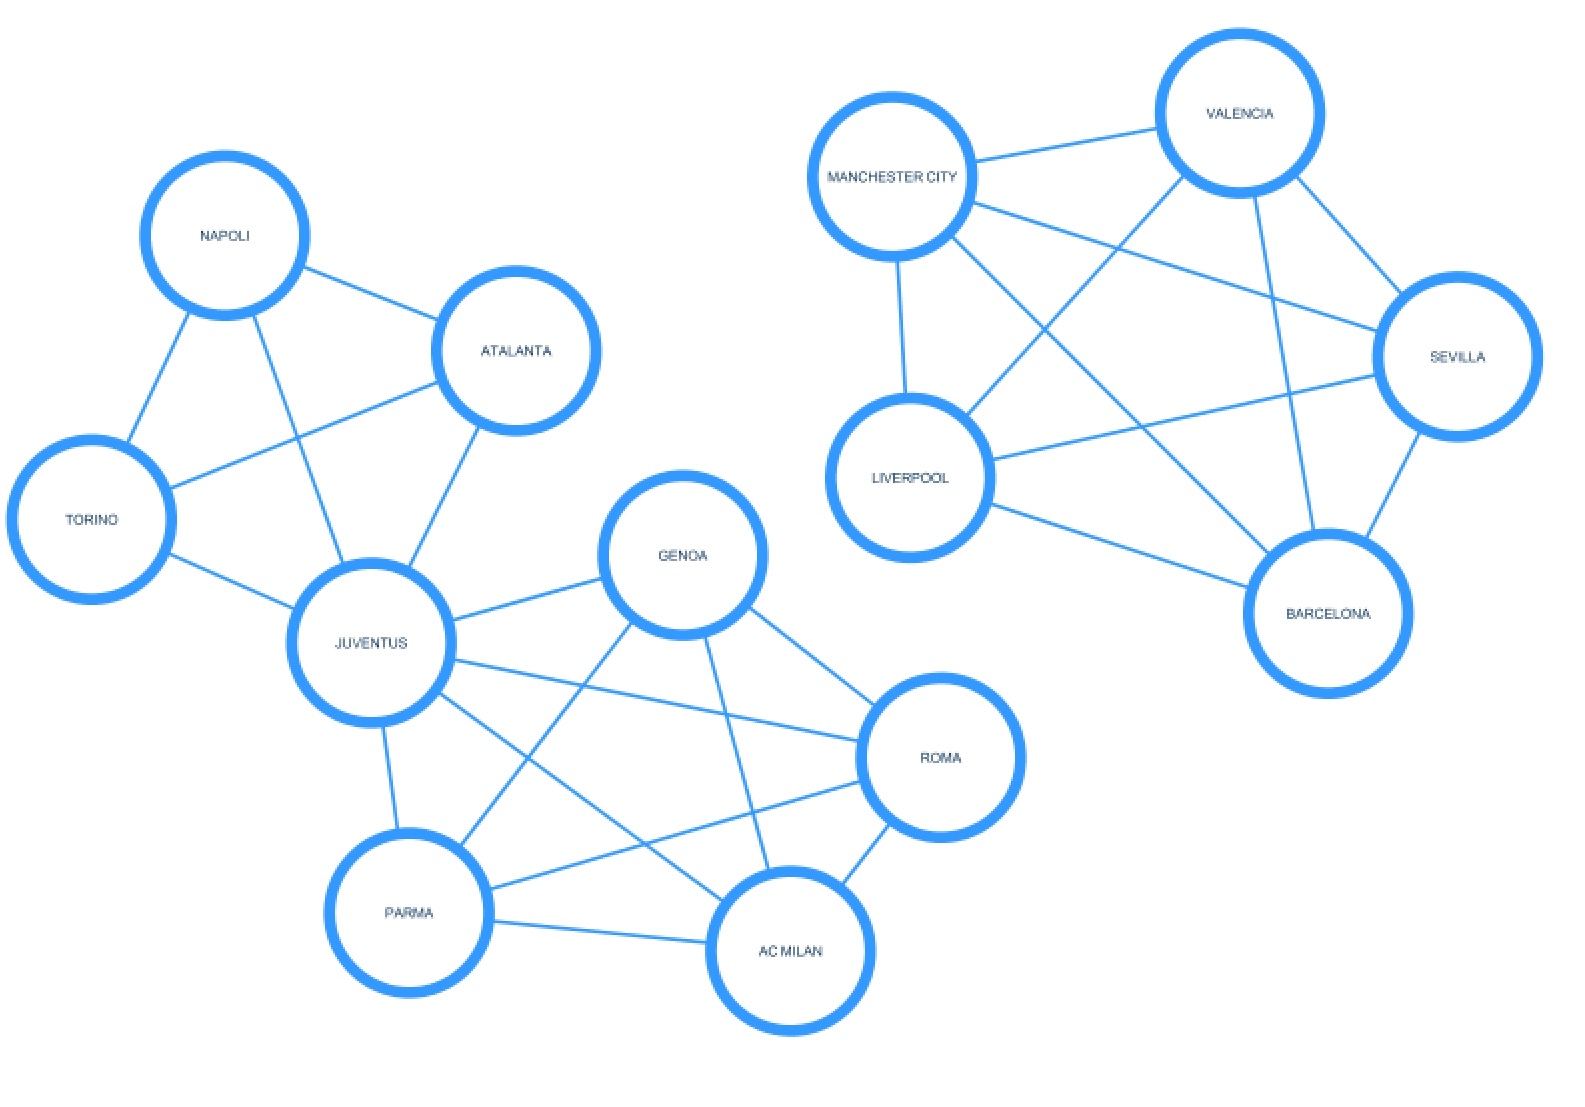 VALENCIA
MANCHESTER CITY
NAPOLI
ATALANTA
SEVILLA
LIVERPOOL
TORINO
GENOA
BARCELONA
JUVENTUS
ROMA
PARMA
AC MILAN